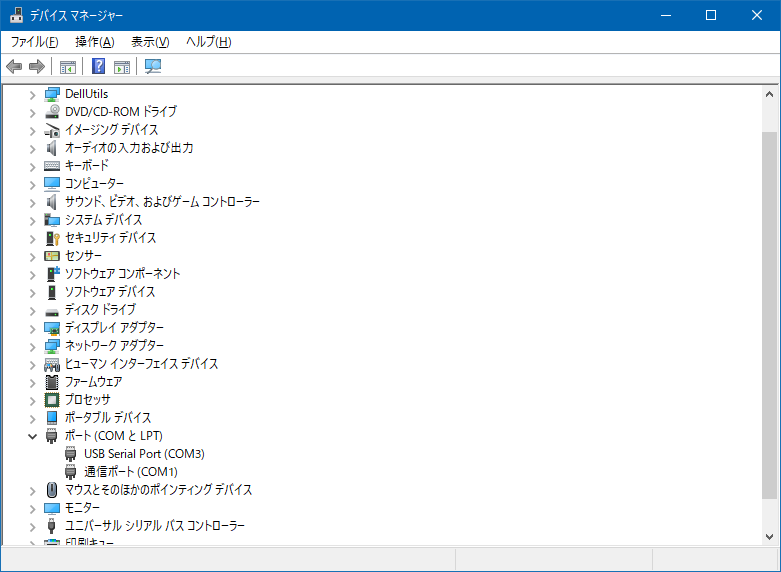 デバイス マネージャー
ファイル(F) 操作(A) 表示(V) ヘルプ(H)
DellUtils
DVD/CD-ROM ドライブ
イメージング デバイス
オーディオの入力および出力
キーボード
コンピューター
サウンド、ビデオ、およびゲーム コントローラー
システム デバイス
セキュリティ デバイス
センサー
ソフトウェア コンポーネント
ソフトウェア デバイス
ディスク ドライブ
ディスプレイ アダプター
ネットワーク アダプター
ヒューマン インターフェイス デバイス
ファームウェア
プロセッサ
ポータブル デバイス
ポート (COM と LPT)
USB Serial Port (COM3)
通信ポート (COM1)
マウスとそのほかのポインティング デバイス
モニター
ユニバーサル シリアル バス コントローラー
印刷キュー